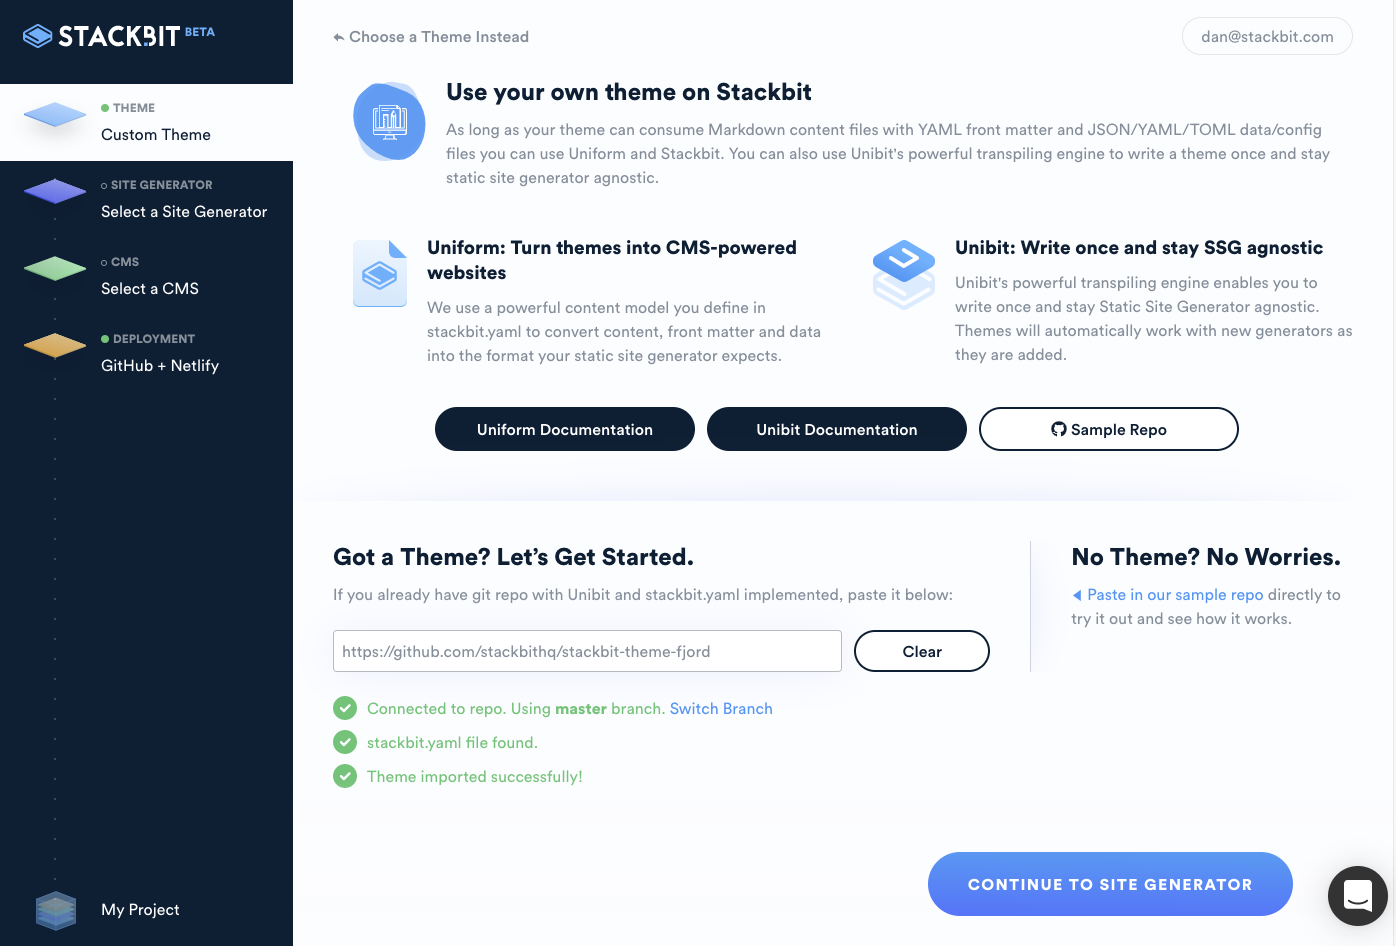 STACKBIT BETA
THEME
Custom Theme
SITE GENERATOR
Select a Site Generator
CMS
Select a CMS
DEPLOYMENT
GitHub + Netlify
My Project
Choose a Theme Instead
dan@stackbit.com
Use your own theme on Stackbit
As long as your theme can consume Markdown content files with YAML front matter and JSON/YAML/TOML data/config
files you can use Uniform and Stackbit. You can also use Unibit's powerful transpiling engine to write a theme once and stay
static site generator agnostic.
Uniform: Turn themes into CMS-powered
websites
We use a powerful content model you define in
stackbit.yaml to convert content, front matter and data
into the format your static site generator expects.
Unibit: Write once and stay SSG agnostic
Unibit's powerful transpiling engine enables you to
write once and stay Static Site Generator agnostic.
Themes will automatically work with new generators as
they are added.
Uniform Documentation
Unibit Documentation
Sample Repo
Got a Theme? Let’s Get Started.
If you already have git repo with Unibit and stackbit.yaml implemented, paste it below:
https://github.com/stackbithq/stackbit-theme-fjord
Clear
Connected to repo. Using master branch. Switch Branch
stackbit.yaml file found.
Theme imported successfully!
No Theme? No Worries.
Paste in our sample repo directly to
try it out and see how it works.
CONTINUE TO SITE GENERATOR